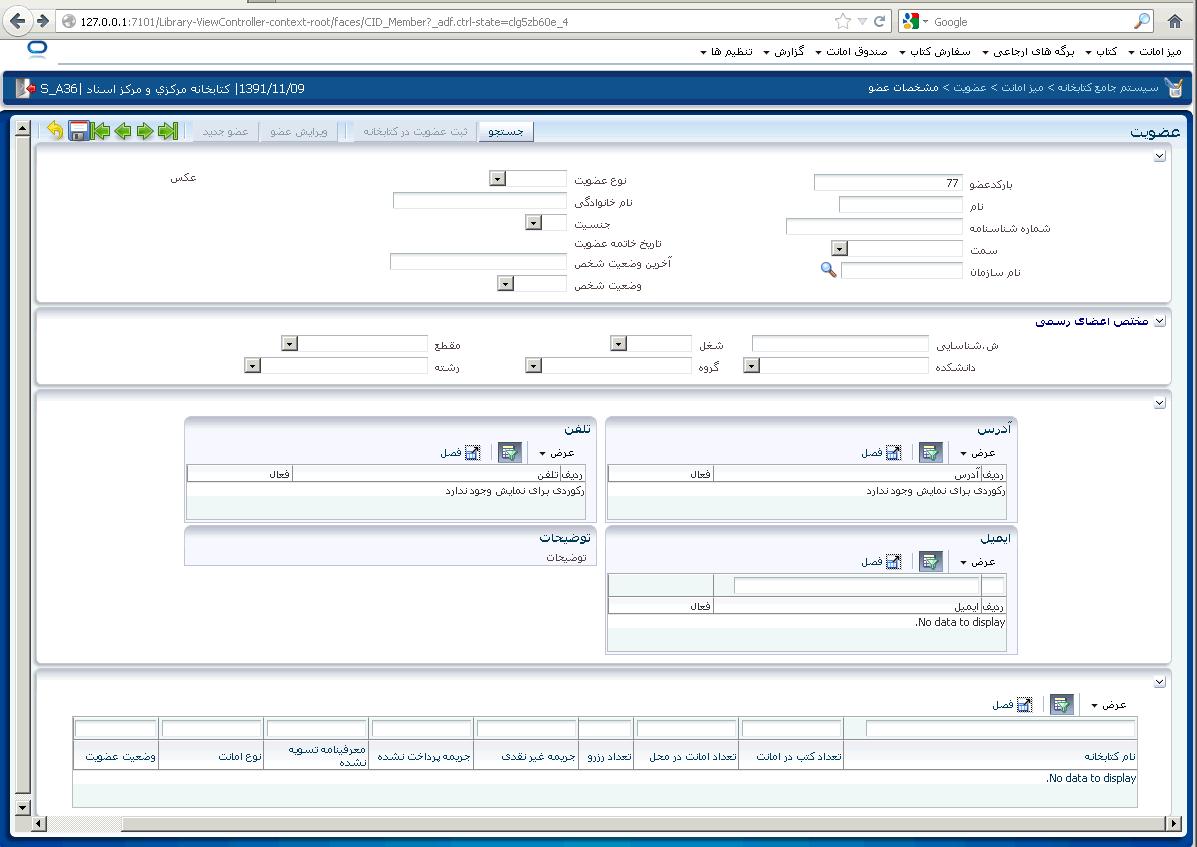 127.0.0.1:7101/Library-ViewController-context-root/faces/CID_Member?_adf.ctrl-state=clg5zb60e_4
Google
میز امانت کتاب برگه های ارجاعی سفارش کتاب صندوق امانت گزارش تنظیم ها
سیستم جامع کتابخانه > میز امانت > عضویت > مشخصات عضو
1391/11/09| کتابخانه مرکزي و مرکز اسناد |S_A36
عضویت
جستجو ثبت عضویت در کتابخانه ویرایش عضو عضو جدید
بارکدعضو 77 نوع عضویت عکس
نام نام خانوادگی
شماره شناسنامه جنسیت
سمت تاریخ خاتمه عضویت
نام سازمان آخرین وضعیت شخص
وضعیت شخص
مختص اعضای رسمی
ش.شناسایی شغل مقطع
دانشکده گروه رشته
آدرس
عرض فصل
ردیف آدرس فعال
رکوردی برای نمایش وجود ندارد
تلفن
عرض فصل
ردیف تلفن فعال
رکوردی برای نمایش وجود ندارد
ایمیل
عرض فصل
ردیف ایمیل فعال
No data to display.
توضیحات
توضیحات
عرض فصل
نام کتابخانه تعداد کتب در امانت تعداد امانت در محل تعداد رزرو جریمه غیر نقدی جریمه پرداخت نشده معرفینامه تسویه نشده نوع امانت وضعیت عضویت
No data to display.